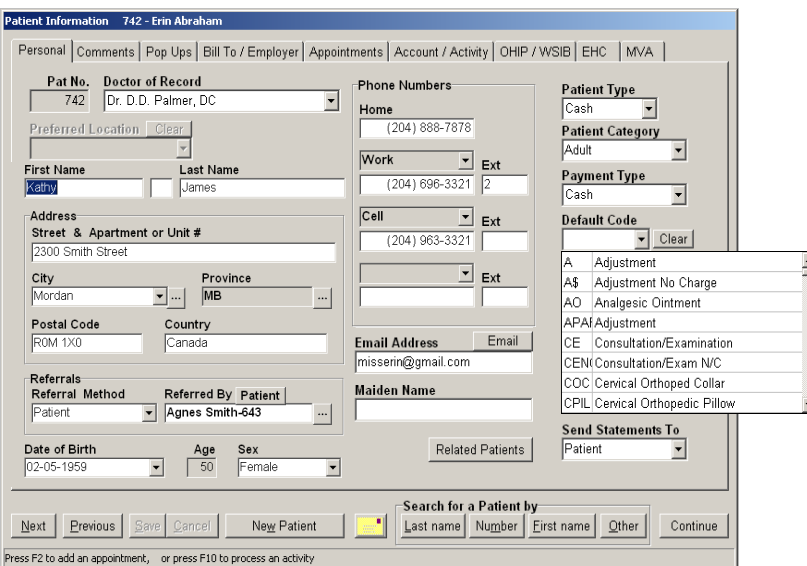 Patient Information 742 - Erin Abraham
Personal Comments Pop Ups Bill To / Employer Appointments Account / Activity OHIP / WSIB EHC MVA
Pat No. Doctor of Record
742 Dr. D.D. Palmer, DC
Preferred Location Clear
First Name Last Name
Kathy James
Address
Street & Apartment or Unit #
2300 Smith Street
City Province
Mordan ... MB ...
Postal Code Country
R0M 1X0 Canada
Referrals
Referral Method Referred By Patient
Patient Agnes Smith-643 ...
Date of Birth Age Sex
02-05-1959 50 Female
Phone Numbers
Home
(204) 888-7878
Work Ext
(204) 696-3321 2
Cell Ext
(204) 963-3321
Ext
Email Address Email
misserin@gmail.com
Maiden Name
Related Patients
Patient Type
Cash
Patient Category
Adult
Payment Type
Cash
Default Code
Clear
A Adjustment
A$ Adjustment No Charge
AO Analgesic Ointment
APAF Adjustment
CE Consultation/Examination
CENC Consultation/Exam N/C
COC Cervical Orthoped Collar
CPIL Cervical Orthopedic Pillow
Send Statements To
Patient
Search for a Patient by
Next Previous Save Cancel New Patient Last name Number First name Other Continue
Press F2 to add an appointment, or press F10 to process an activity